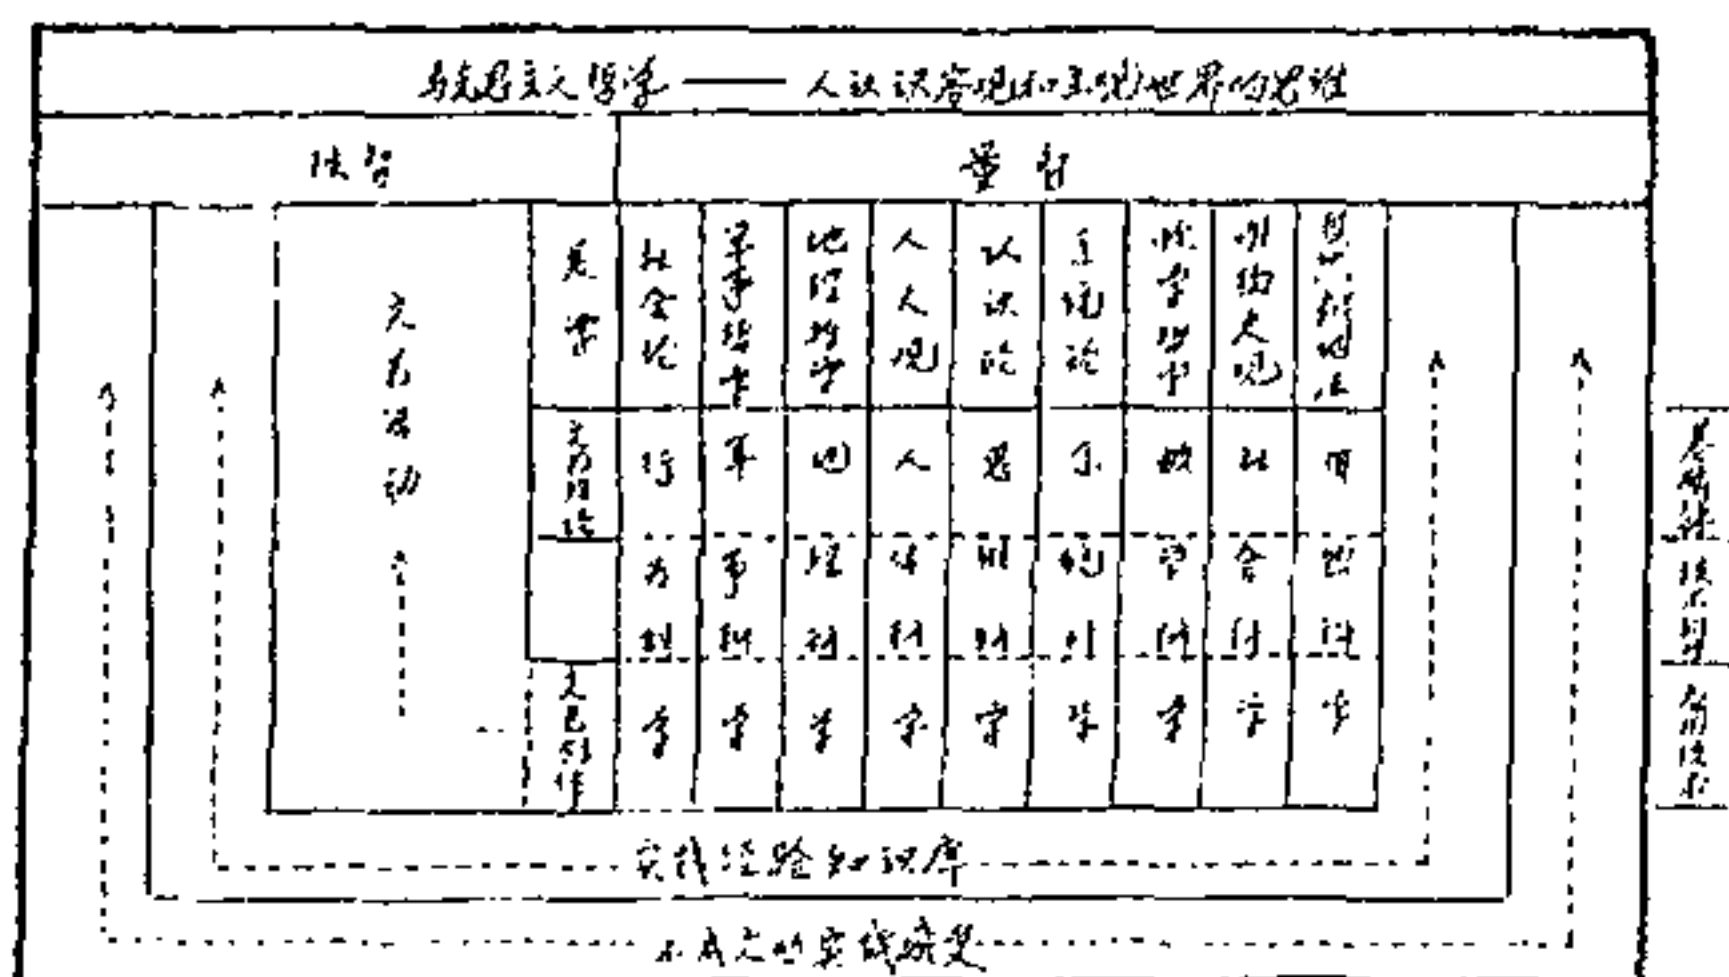 马克思主义哲学 —— 人认识客观和主观世界的思维
性智
量智
文艺活动
美学
社会论
军事哲学
地理哲学
人天观
认识论
系统论
数学哲学
唯物史观
自然辩证法
文艺理论
行为科学
军事科学
地理科学
人体科学
思维科学
系统科学
数学科学
社会科学
自然科学
文艺创作
基础科学
技术科学
应用技术
实践经验知识库
不成文的实践感受